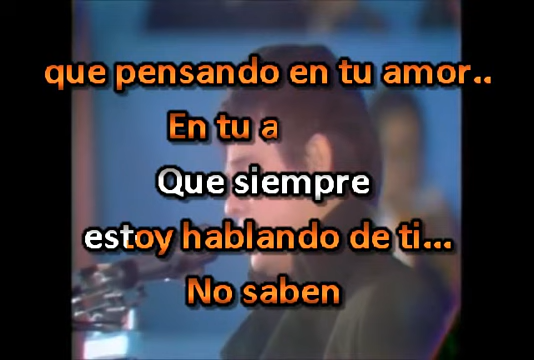 que pensando en tu amor..
En tu a
Que siempre
estoy hablando de ti...
No saben